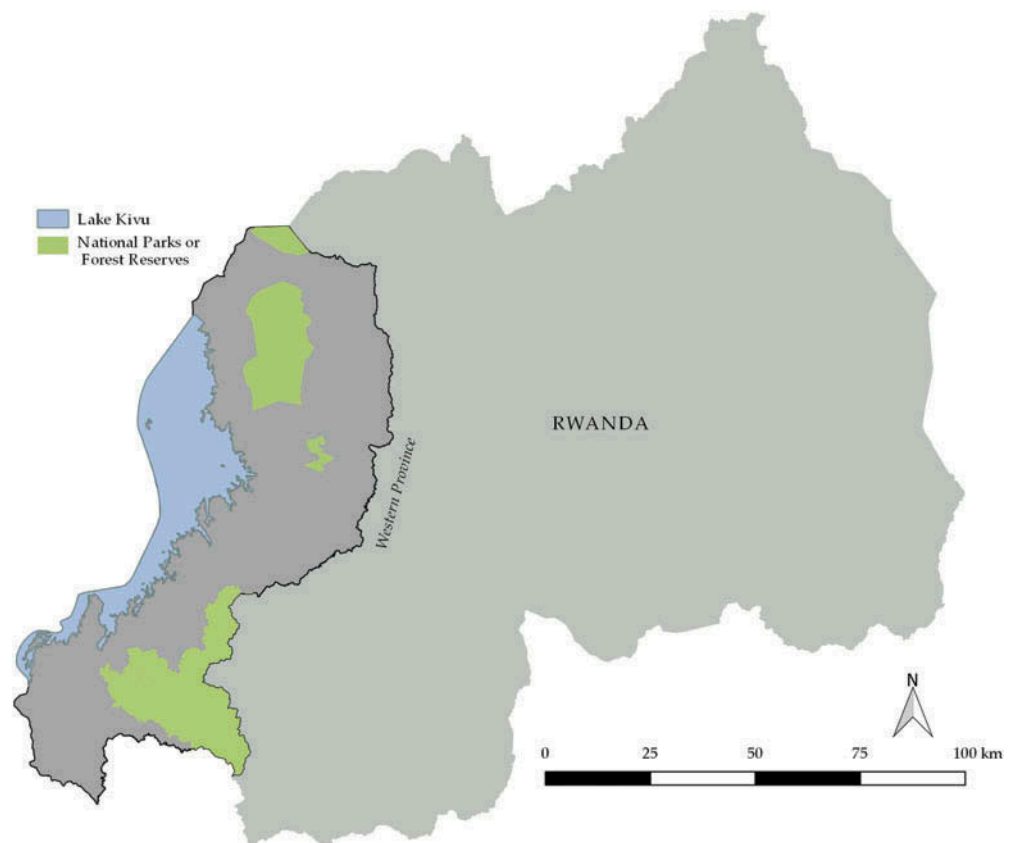 Lake Kivu
National Parks or
Forest Reserves
RWANDA
Western Province
N
0 25 50 75 100 km